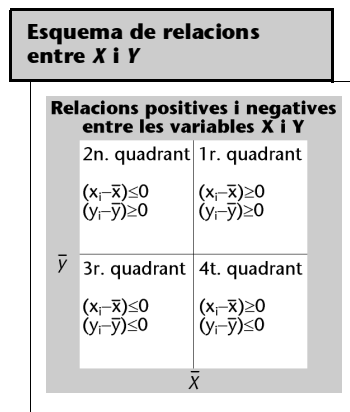 Esquema de relacions
entre X i Y
Relacions positives i negatives
entre les variables X i Y
2n. quadrant 1r. quadrant
(xᵢ–x̅)≤0 (xᵢ–x̅)≥0
(yᵢ–y̅)≥0 (yᵢ–y̅)≥0
y̅
3r. quadrant 4t. quadrant
(xᵢ–x̅)≤0 (xᵢ–x̅)≥0
(yᵢ–y̅)≤0 (yᵢ–y̅)≤0
x̅